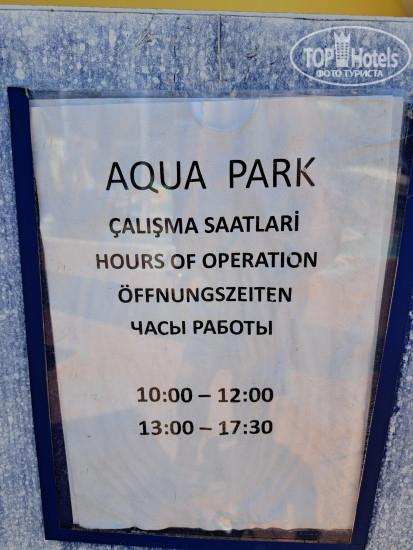 TOP Hotels
ФОТО ТУРИСТА
AQUA PARK
ÇALIŞMA SAATLARİ
HOURS OF OPERATION
ÖFFNUNGSZEITEN
ЧАСЫ РАБОТЫ
10:00 – 12:00
13:00 – 17:30